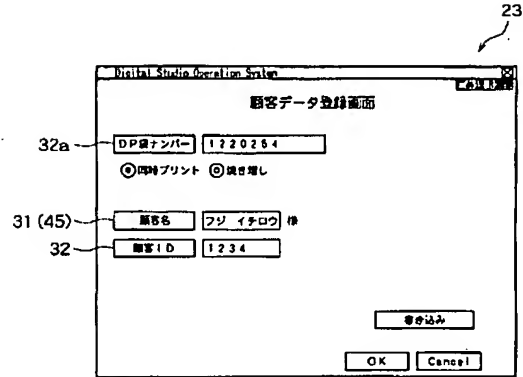 23
Digital Studio Operation System
顧客データ登録画面
32a DP袋ナンバー 1220254
同時プリント 焼き増し
31 (45) 顧客名 フジ イチロウ 様
32 顧客ID 1234
書き込み
OK Cancel